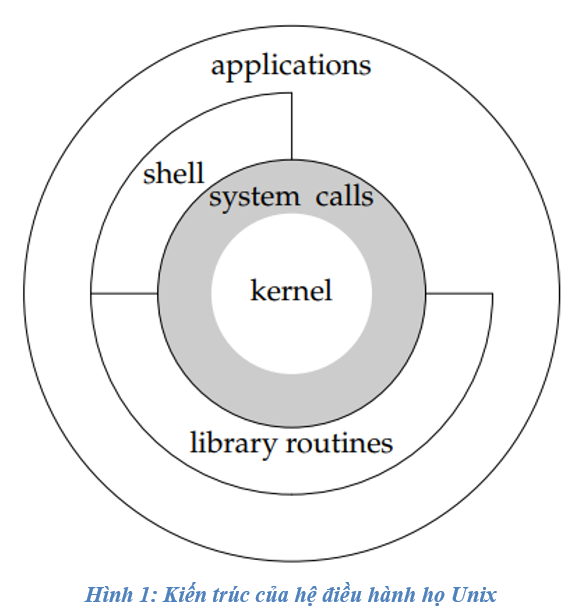 applications
shell
system calls
kernel
library routines
Hình 1: Kiến trúc của hệ điều hành họ Unix